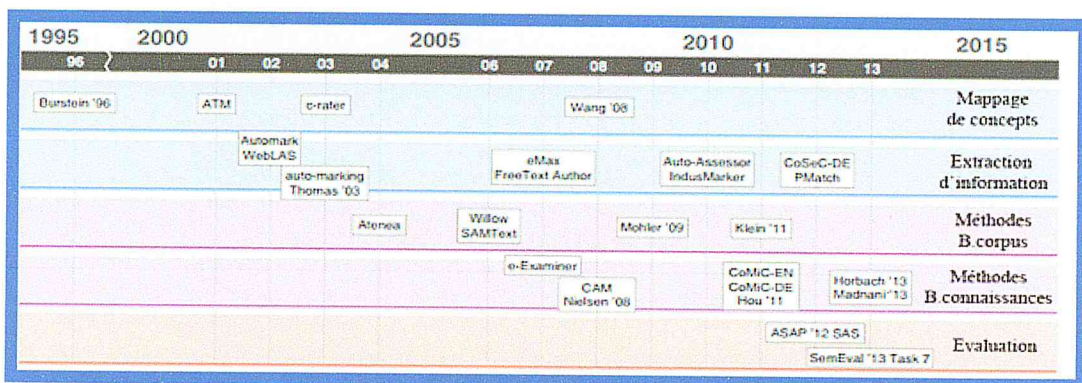 1995 2000 2005 2010 2015
96 01 02 03 04 06 07 08 09 10 11 12 13
Burstein '96 ATM c-rater Wang '08 Mappage
de concepts
Automark
WebLAS
auto-marking
Thomas '03
eMax
FreeText Author
Auto-Assessor
IndusMarker
CoSeC-DE
PMatch
Extraction
d'information
Atenea
Willow
SAMText
Mohler '09
Klein '11
Méthodes
B.corpus
e-Examiner
CAM
Nielsen '08
CoMiC-EN
CoMiC-DE
Hou '11
Horbach '13
Madnani '13
Méthodes
B.connaissances
ASAP '12 SAS
SemEval '13 Task 7
Evaluation